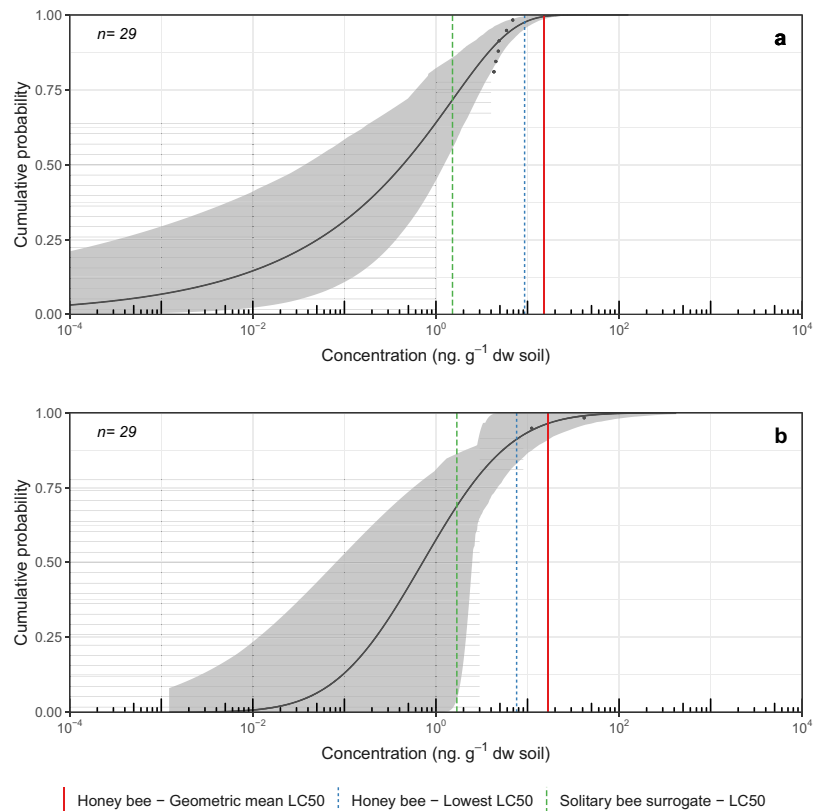 n= 29
a
Cumulative probability
1.00
0.75
0.50
0.25
0.00
10⁻⁴
10⁻²
10⁰
10²
10⁴
Concentration (ng. g⁻¹ dw soil)
n= 29
b
Cumulative probability
1.00
0.75
0.50
0.25
0.00
10⁻⁴
10⁻²
10⁰
10²
10⁴
Concentration (ng. g⁻¹ dw soil)
Honey bee − Geometric mean LC50
Honey bee − Lowest LC50
Solitary bee surrogate − LC50